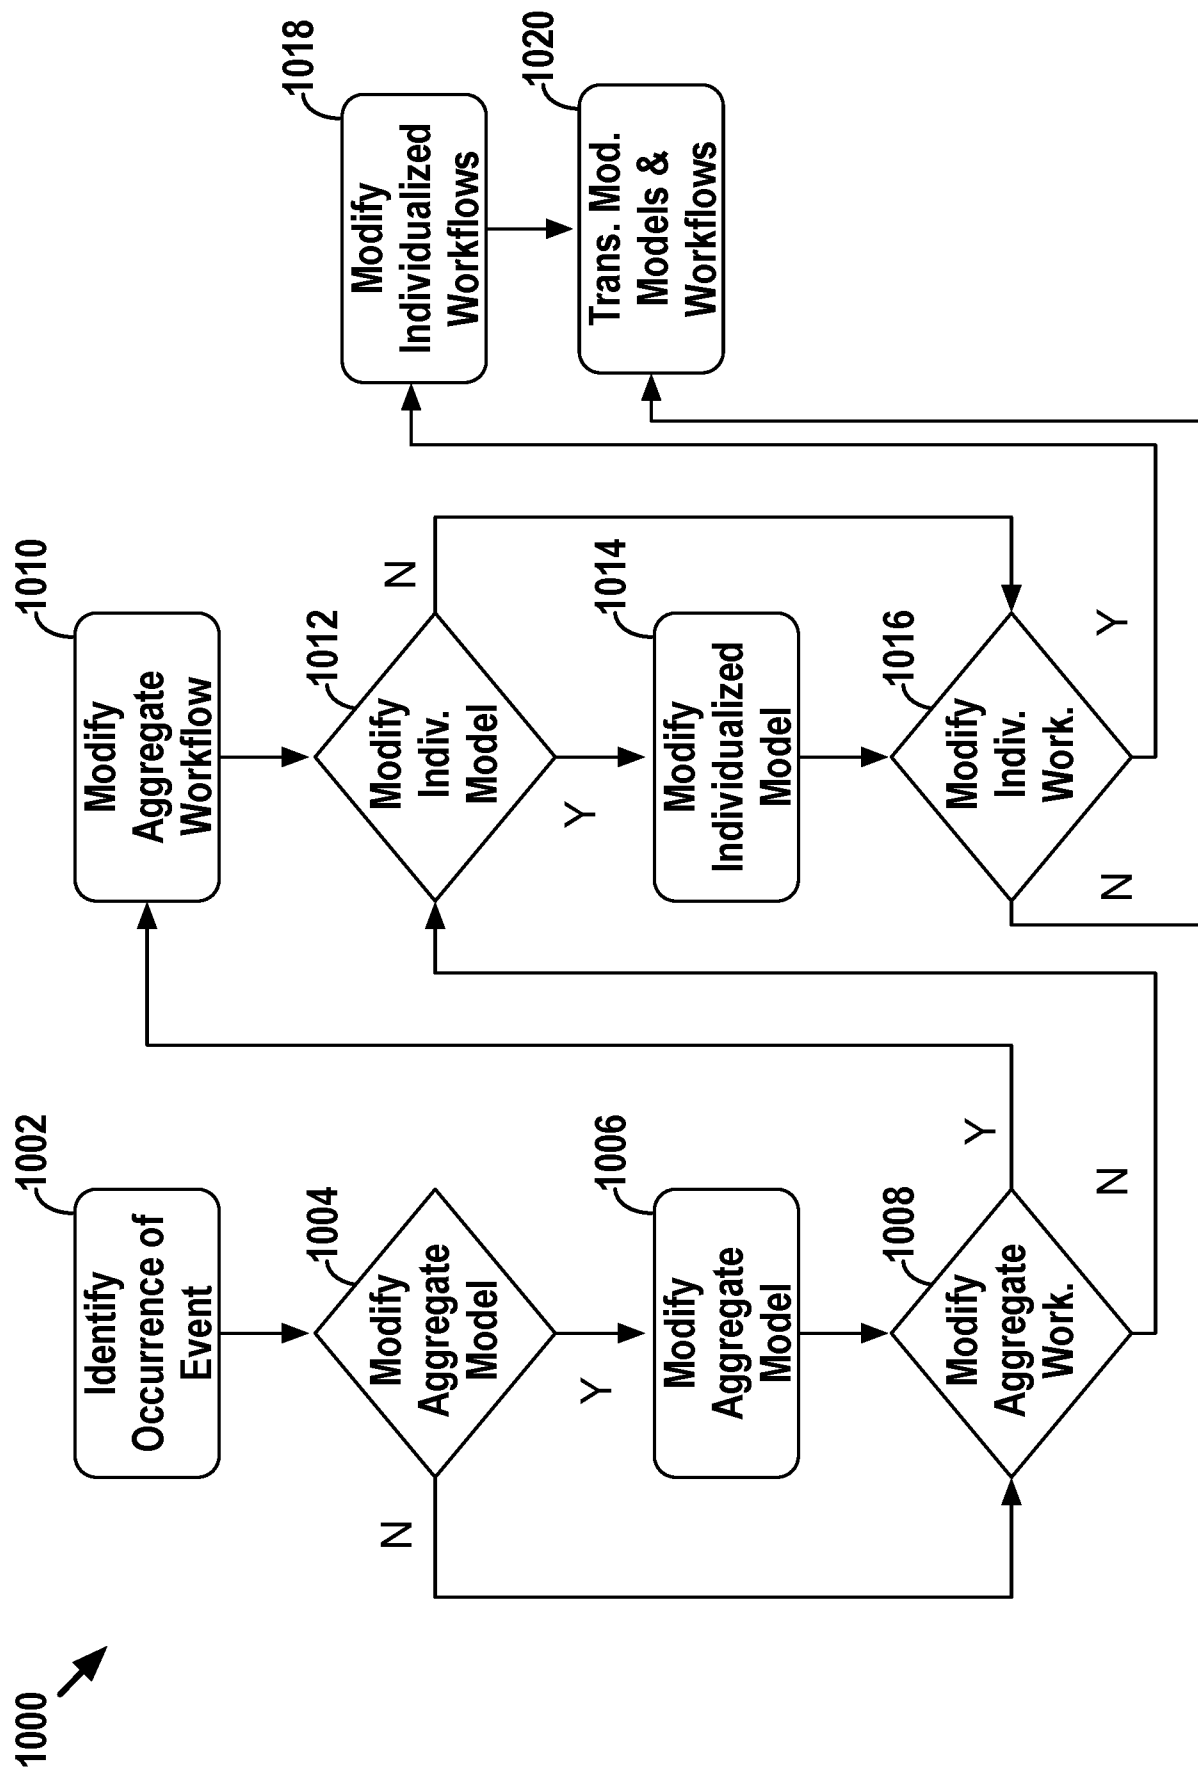 1000
1002
Identify
Occurrence of
Event
1004
Modify
Aggregate
Model
Y
N
1006
Modify
Aggregate
Model
1008
Modify
Aggregate
Work.
Y
N
1010
Modify
Aggregate
Workflow
1012
Modify
Indiv.
Model
N
Y
1014
Modify
Individualized
Model
1016
Modify
Indiv.
Work.
Y
N
1018
Modify
Individualized
Workflows
1020
Trans. Mod.
Models &
Workflows